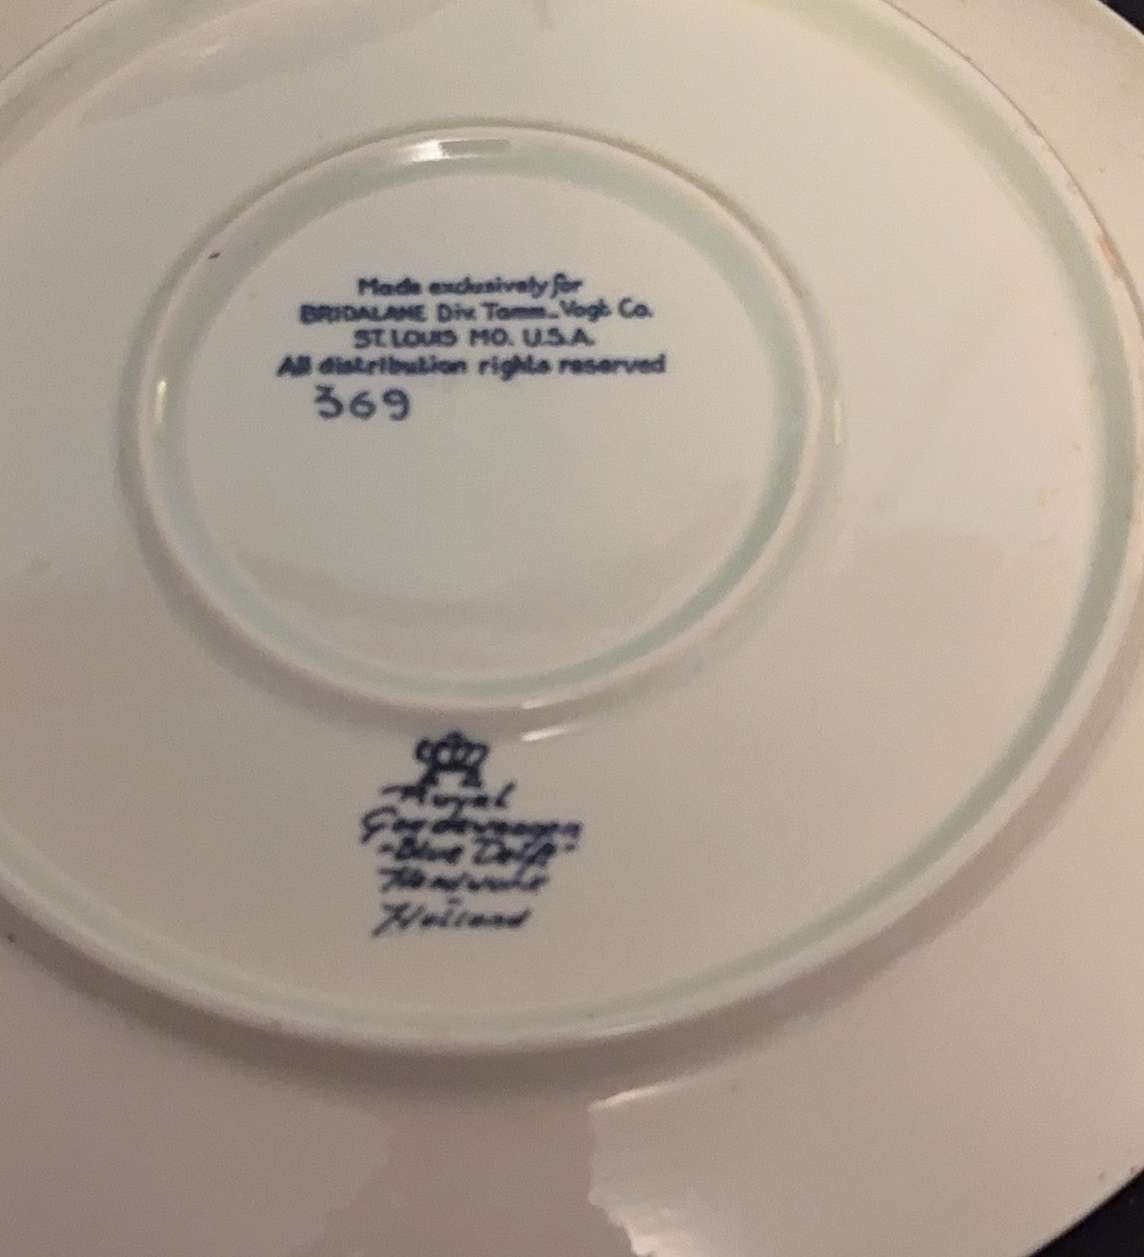 Made exclusively for
BRIDALANE Div. Tamm-Vogt Co.
ST. LOUIS MO. U.S.A.
All distribution rights reserved
369
Royal
Goedewaagen
"Blue Delft"
Holland